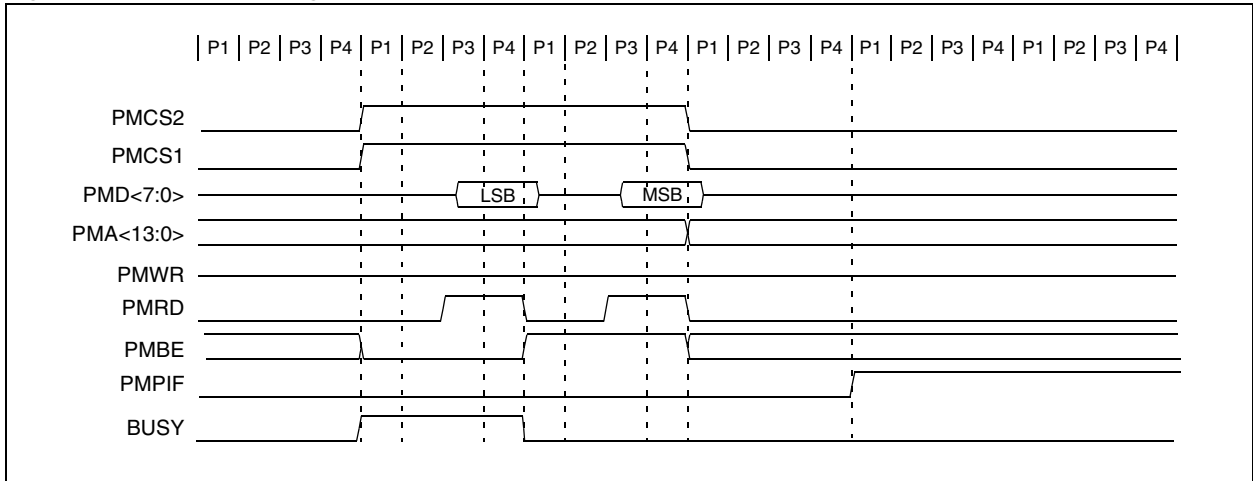 P1 P2 P3 P4 P1 P2 P3 P4 P1 P2 P3 P4 P1 P2 P3 P4 P1 P2 P3 P4 P1 P2 P3 P4
PMCS2
PMCS1
PMD<7:0> LSB MSB
PMA<13:0>
PMWR
PMRD
PMBE
PMPIF
BUSY